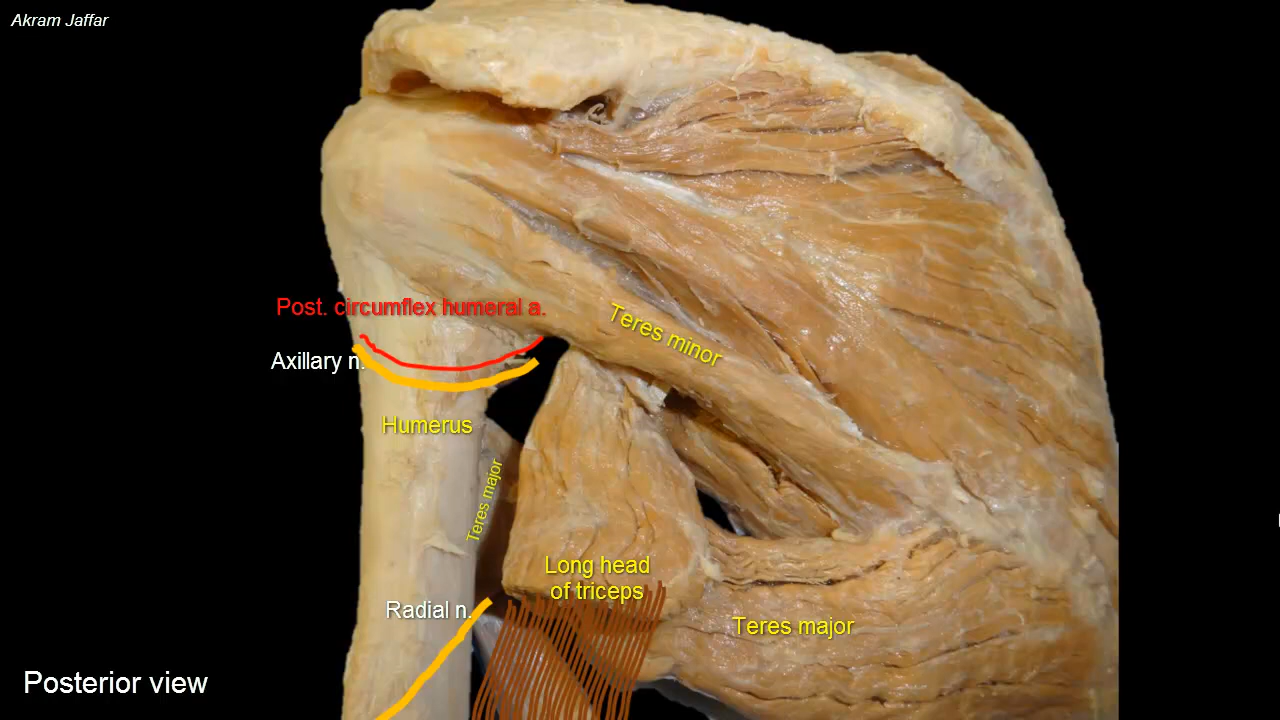 Akram Jaffar
Post. circumflex humeral a.
Teres minor
Axillary n.
Humerus
Teres major
Long head
of triceps
Radial n.
Teres major
Posterior view